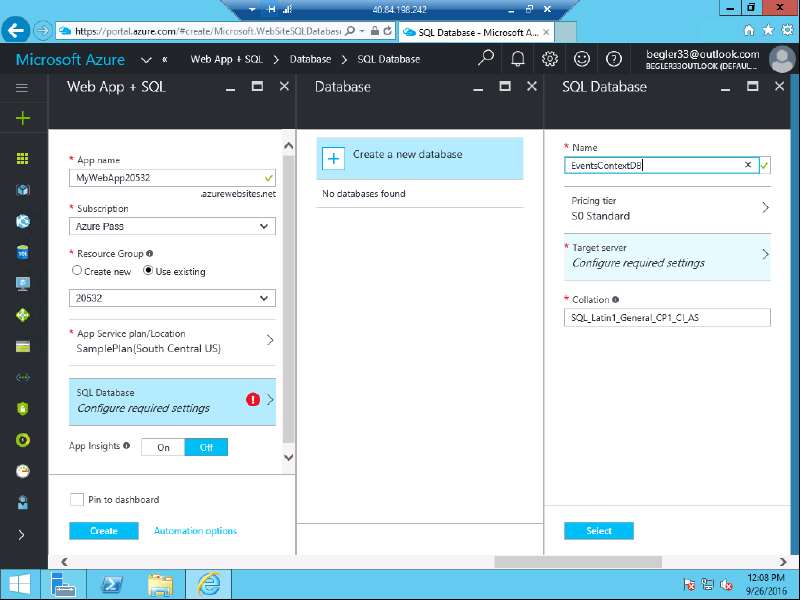 40.84.198.242
https://portal.azure.com/#create/Microsoft.WebSiteSQLDatabas
SQL Database - Microsoft A...
Microsoft Azure
Web App + SQL
Database
SQL Database
begler33@outlook.com
BEGLER33OUTLOOK (DEFAUL...
Web App + SQL
* App name
MyWebApp20532
.azurewebsites.net
* Subscription
Azure Pass
* Resource Group
Create new
Use existing
20532
* App Service plan/Location
SamplePlan(South Central US)
SQL Database
Configure required settings
App Insights
On
Off
Pin to dashboard
Create
Automation options
Database
Create a new database
No databases found
SQL Database
* Name
EventsContextDB
Pricing tier
S0 Standard
* Target server
Configure required settings
* Collation
SQL_Latin1_General_CP1_CI_AS
Select
12:08 PM
9/26/2016